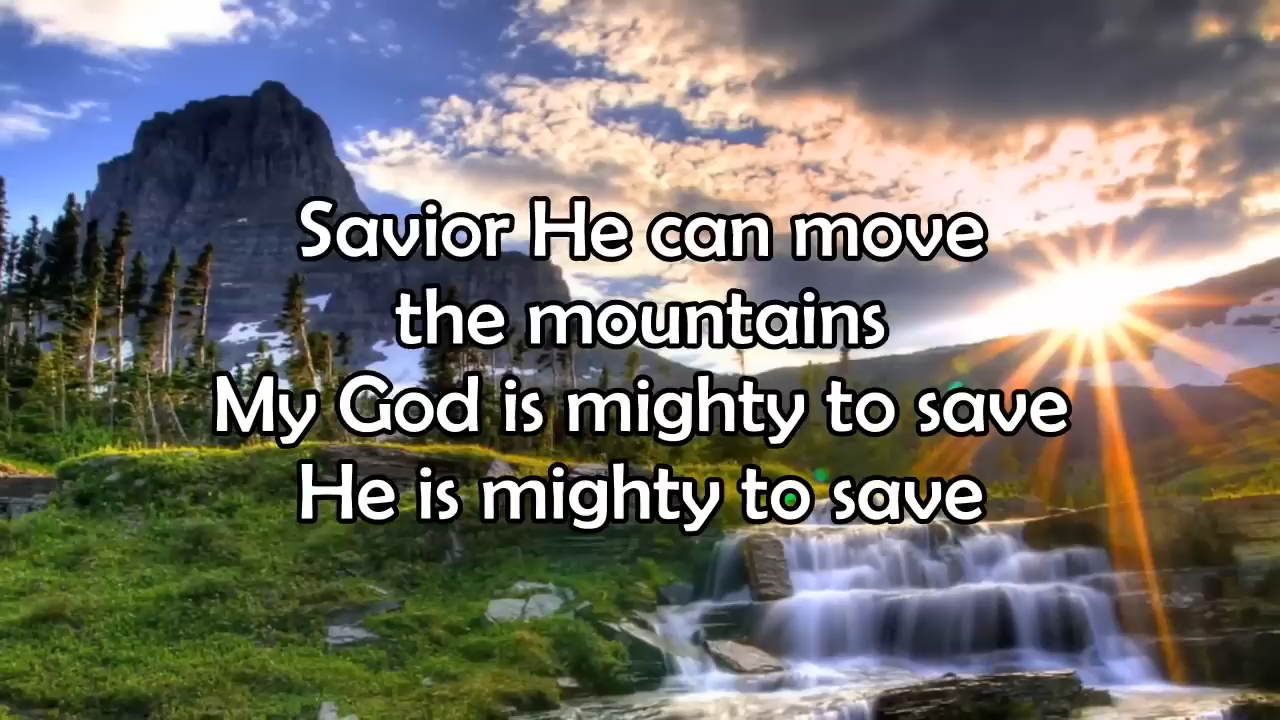 Savior He can move
the mountains
My God is mighty to save
He is mighty to save